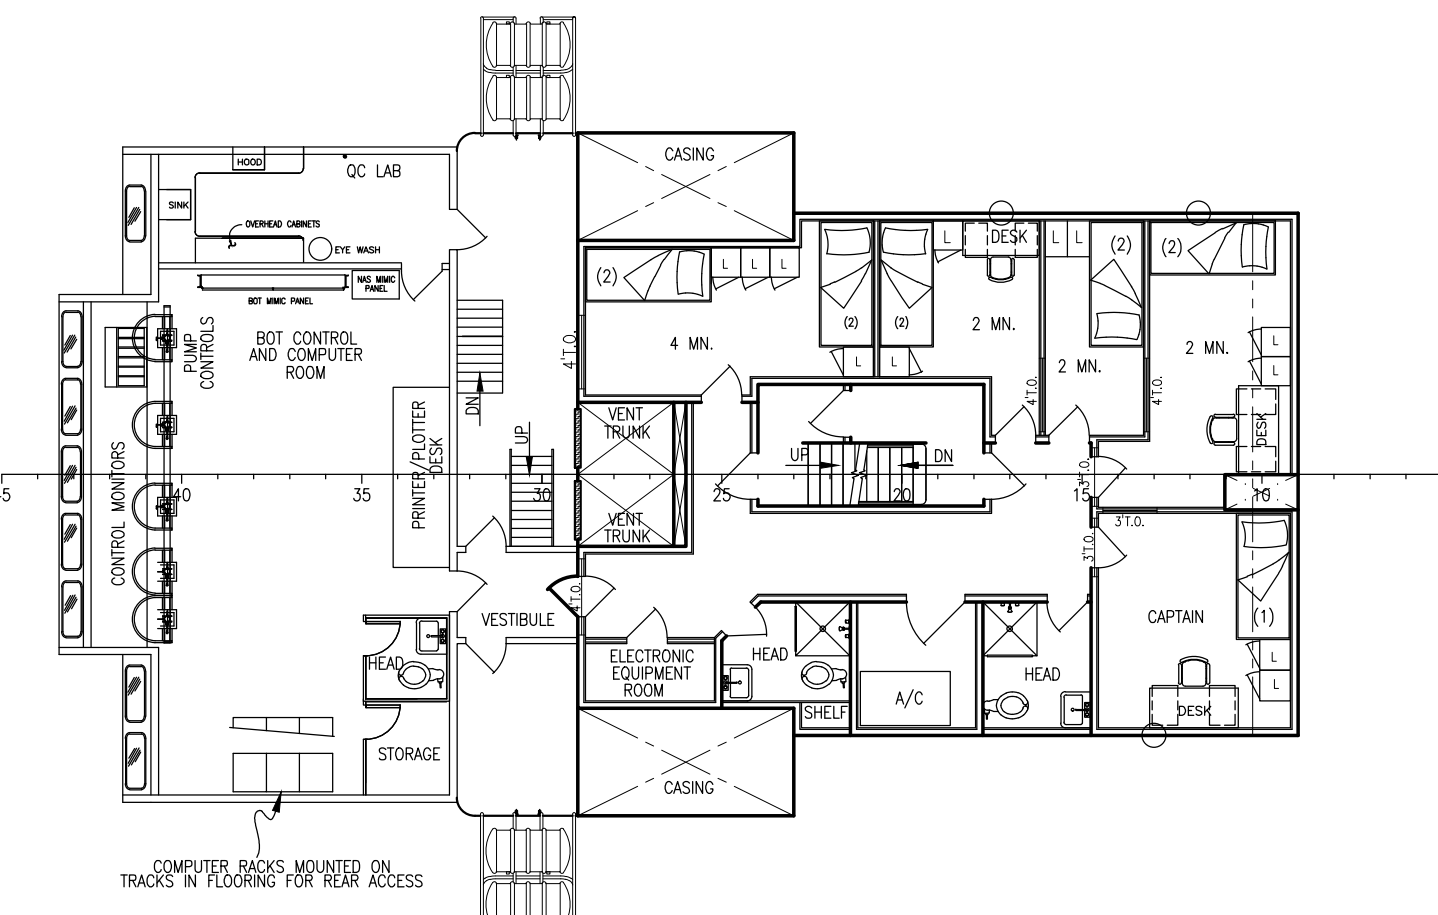 CASING
HOOD
QC LAB
SINK
OVERHEAD CABINETS
EYE WASH
NAS MIMIC
PANEL
BOT MIMIC PANEL
PUMP
CONTROLS
BOT CONTROL
AND COMPUTER
ROOM
CONTROL MONITORS
PRINTER/PLOTTER
DESK
DN
UP
4'T.O.
(2)
L
L
L
4 MN.
(2)
L
(2)
L
L
DESK
2 MN.
4'T.O.
L
L
(2)
2 MN.
4'T.O.
(2)
2 MN.
L
L
DESK
VENT
TRUNK
VENT
TRUNK
UP
DN
40
35
30
25
20
15
10
3'T.O.
3'T.O.
3'T.O.
4'T.O.
VESTIBULE
HEAD
STORAGE
ELECTRONIC
EQUIPMENT
ROOM
HEAD
SHELF
A/C
HEAD
CAPTAIN
(1)
L
L
DESK
CASING
COMPUTER RACKS MOUNTED ON
TRACKS IN FLOORING FOR REAR ACCESS